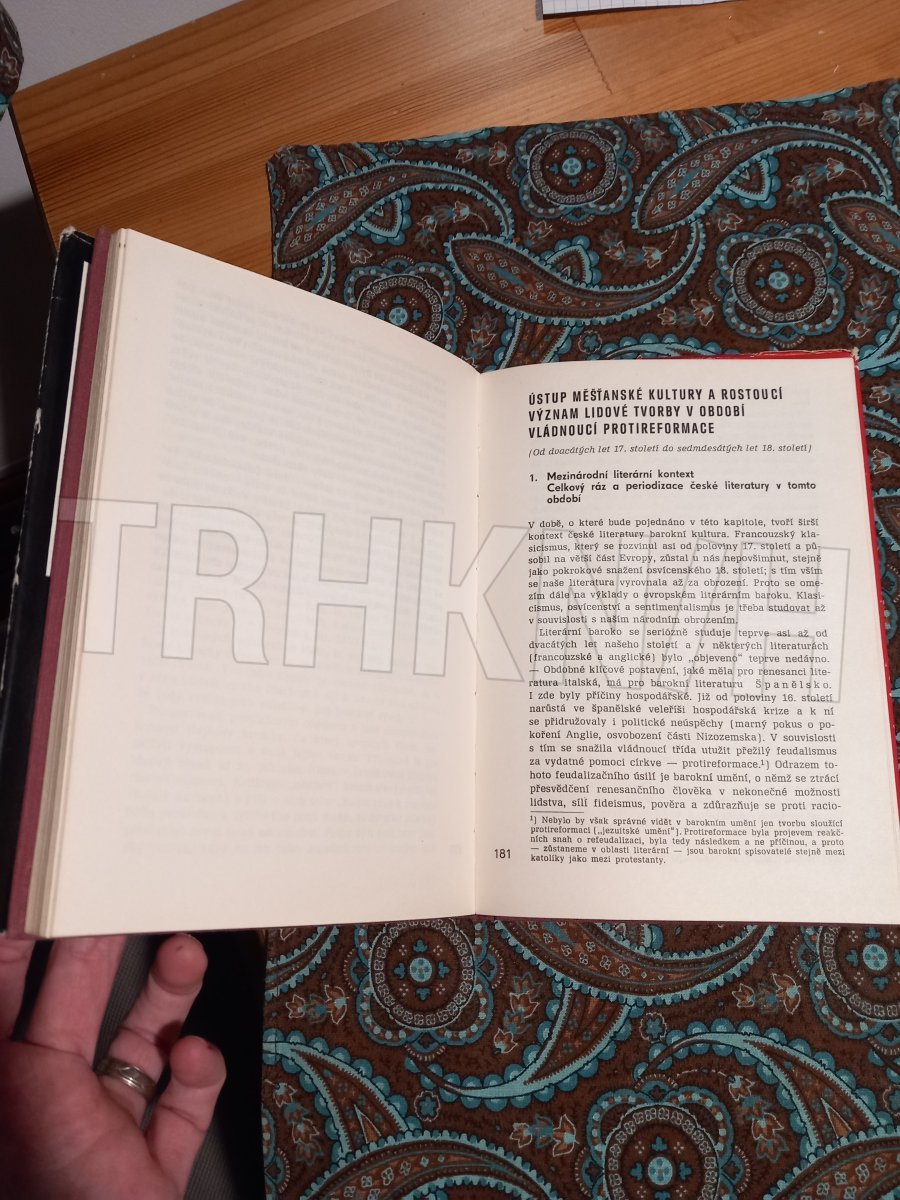 ÚSTUP MĚŠŤANSKÉ KULTURY A ROSTOUCÍ
VÝZNAM LIDOVÉ TVORBY V OBDOBÍ
VLÁDNOUCÍ PROTIREFORMACE
(Od dvacátých let 17. století do sedmdesátých let 18. století)
1. Mezinárodní literární kontext
Celkový ráz a periodizace české literatury v tomto
období
V době, o které bude pojednáno v této kapitole, tvoří širší
kontext české literatury barokní kultura. Francouzský kla-
sicismus, který se rozvinul asi od poloviny 17. století a pů-
sobil na větší část Evropy, zůstal u nás nepovšimnut, stejně
jako pokrokové snažení osvícenského 18. století; s tím vším
se naše literatura vyrovnala až za obrození. Proto se ome-
zím dále na výklady o evropském literárním baroku. Klasi-
cismus, osvícenství a sentimentalismus je třeba studovat až
v souvislosti s naším národním obrozením.
Literární baroko se seriózně studuje teprve asi až od
dvacátých let našeho století a v některých literaturách
(francouzské a anglické) bylo „objeveno“ teprve nedávno.
— Obdobné klíčové postavení, jaké měla pro renesanci lite-
ratura italská, má pro barokní literaturu Španělsko.
I zde byly příčiny hospodářské. Již od poloviny 16. století
narůstá ve španělské veleříši hospodářská krize a k ní
se přidružovaly i politické neúspěchy (marný pokus o po-
koření Anglie, osvobození části Nizozemska). V souvislosti
s tím se snažila vládnoucí třída utužit přežilý feudalismus
za vydatné pomoci církve — protireformace.¹) Odrazem to-
hoto feudalizačního úsilí je barokní umění, o němž se ztrácí
přesvědčení renesančního člověka v nekonečné možnosti
lidstva, sílí fideismus, pověra a zdůrazňuje se proti racio-
¹) Nebylo by však správné vidět v barokním umění jen tvorbu sloužící
protireformaci („jezuitské umění“). Protireformace byla projevem reakč-
ních snah o refeudalizaci, byla tedy následkem a ne příčinou, a proto
— zůstaneme v oblasti literární — jsou barokní spisovatelé stejně mezi
katolíky jako mezi protestanty.
181
TRHKNIH